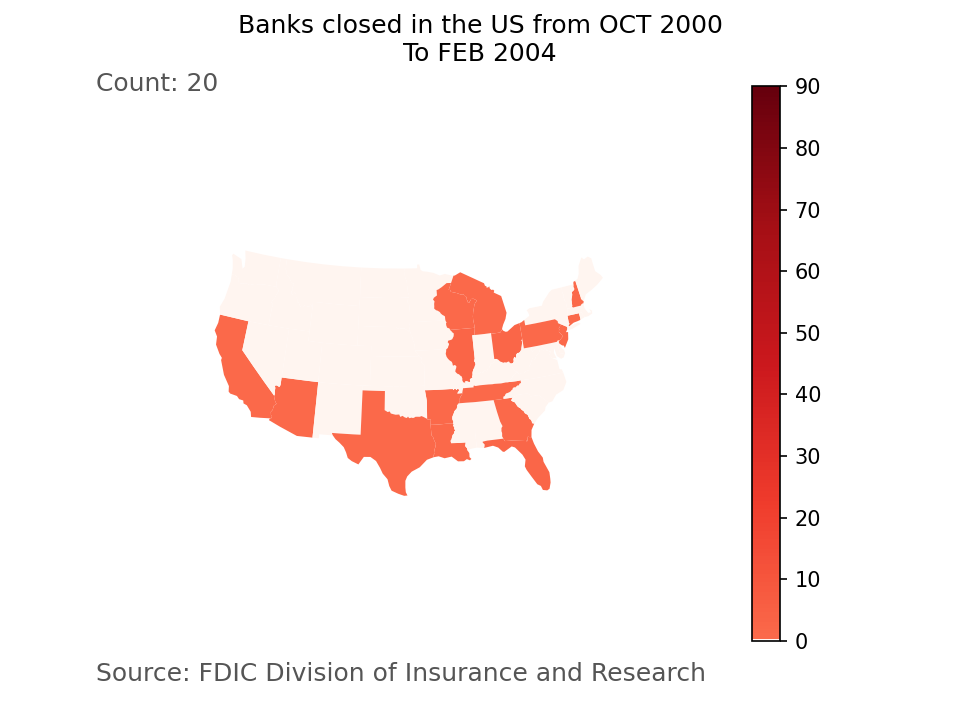 Banks closed in the US from OCT 2000
To FEB 2004
Count: 20
90
80
70
60
50
40
30
20
10
0
Source: FDIC Division of Insurance and Research